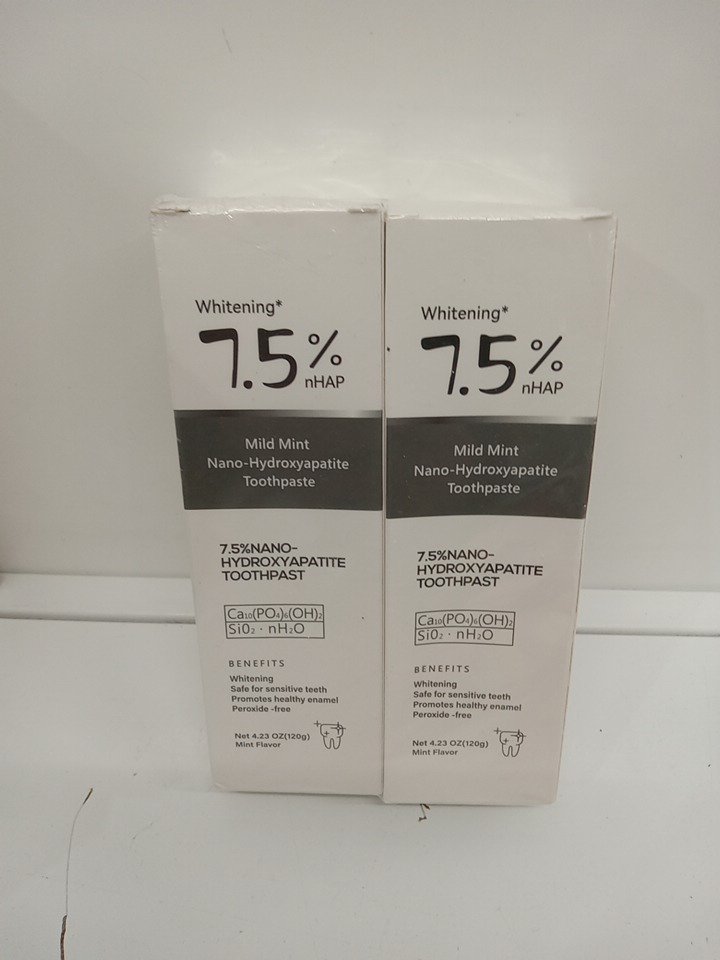 Whitening*
7.5%
nHAP
Mild Mint
Nano-Hydroxyapatite
Toothpaste
7.5%NANO-
HYDROXYAPATITE
TOOTHPAST
Ca₁₀(PO₄)₆(OH)₂
SiO₂ · nH₂O
BENEFITS
Whitening
Safe for sensitive teeth
Promotes healthy enamel
Peroxide -free
Net 4.23 OZ(120g)
Mint Flavor
Whitening*
7.5%
nHAP
Mild Mint
Nano-Hydroxyapatite
Toothpaste
7.5%NANO-
HYDROXYAPATITE
TOOTHPAST
Ca₁₀(PO₄)₆(OH)₂
SiO₂ · nH₂O
BENEFITS
Whitening
Safe for sensitive teeth
Promotes healthy enamel
Peroxide -free
Net 4.23 OZ(120g)
Mint Flavor